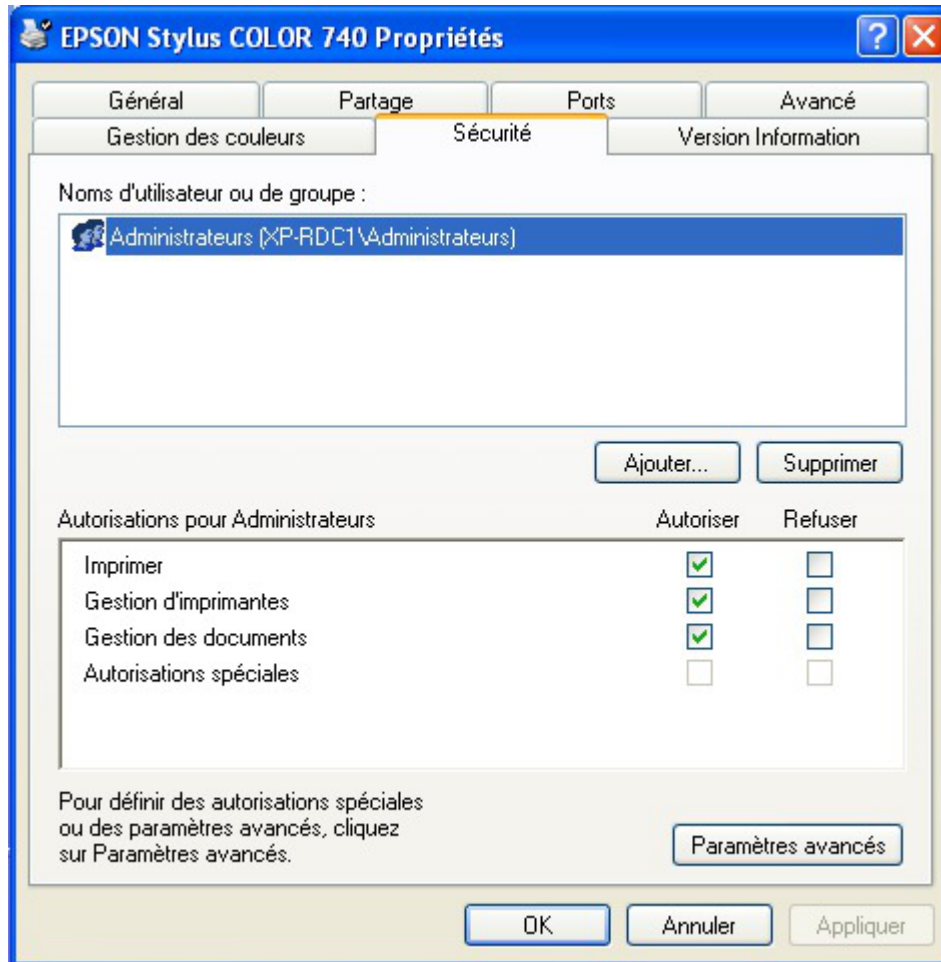 EPSON Stylus COLOR 740 Propriétés
Général Partage Ports Avancé
Gestion des couleurs Sécurité Version Information
Noms d'utilisateur ou de groupe :
Administrateurs (XP-RDC1\Administrateurs)
Ajouter... Supprimer
Autorisations pour Administrateurs Autoriser Refuser
Imprimer
Gestion d'imprimantes
Gestion des documents
Autorisations spéciales
Pour définir des autorisations spéciales
ou des paramètres avancés, cliquez
sur Paramètres avancés.
Paramètres avancés
OK Annuler Appliquer